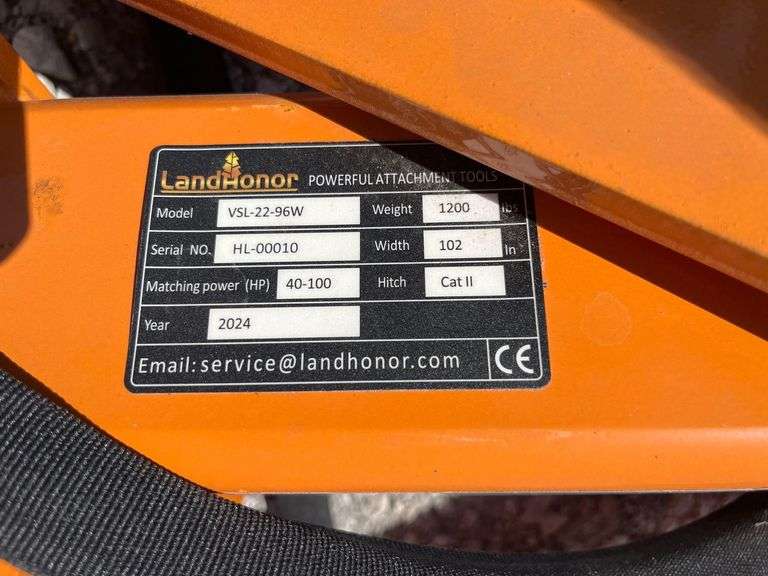 LandHonor POWERFUL ATTACHMENT TOOLS
Model VSL-22-96W Weight 1200 lbs
Serial NO. HL-00010 Width 102 In
Matching power (HP) 40-100 Hitch Cat II
Year 2024
Email: service@landhonor.com CE